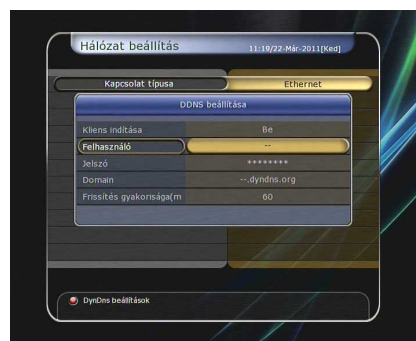 Hálózat beállítás
11:19/22-Már-2011[Ked]
Kapcsolat típusa Ethernet
DDNS beállítása
Kliens indítása Be
Felhasználó --
Jelszó ********
Domain --.dyndns.org
Frissítés gyakorisága(m 60
DynDns beállítások